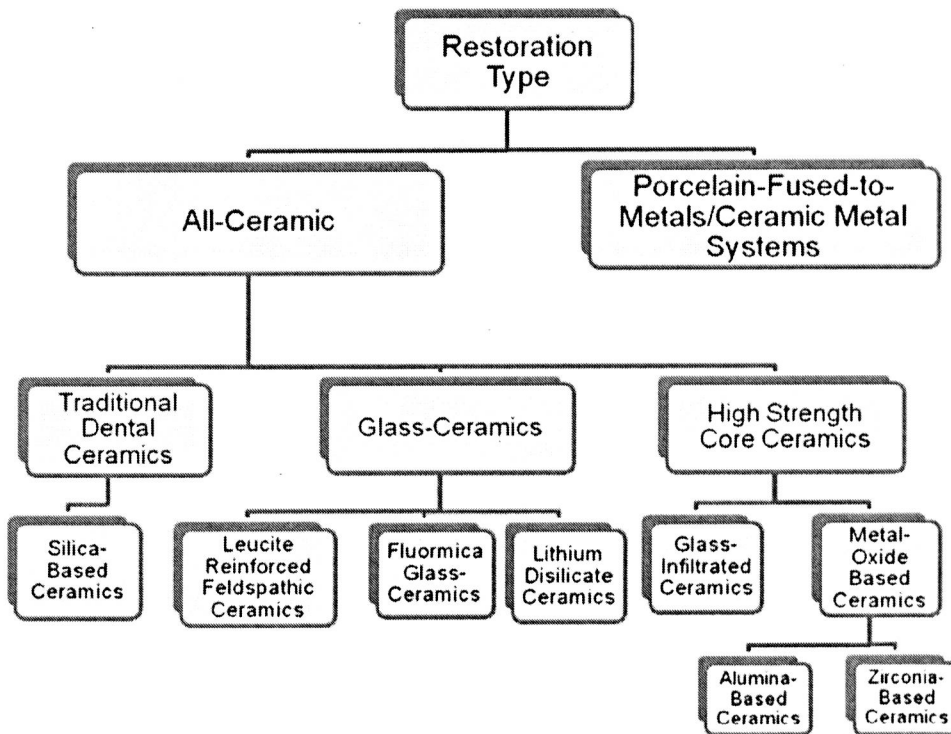 Restoration
Type
All-Ceramic
Porcelain-Fused-to-
Metals/Ceramic Metal
Systems
Traditional
Dental
Ceramics
Glass-Ceramics
High Strength
Core Ceramics
Silica-
Based
Ceramics
Leucite
Reinforced
Feldspathic
Ceramics
Fluormica
Glass-
Ceramics
Lithium
Disilicate
Ceramics
Glass-
Infiltrated
Ceramics
Metal-
Oxide
Based
Ceramics
Alumina-
Based
Ceramics
Zirconia-
Based
Ceramics